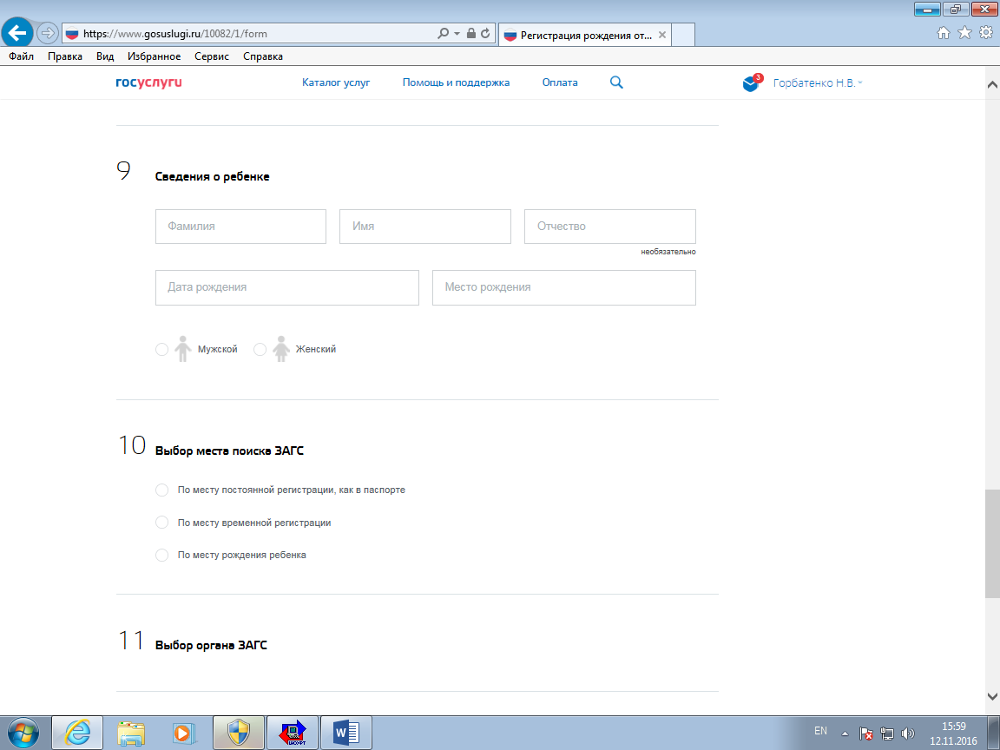 https://www.gosuslugi.ru/10082/1/form
Регистрация рождения от...
Файл Правка Вид Избранное Сервис Справка
госуслуги Каталог услуг Помощь и поддержка Оплата 3 Горбатенко Н.В.
9 Сведения о ребенке
Фамилия Имя Отчество
необязательно
Дата рождения Место рождения
Мужской Женский
10 Выбор места поиска ЗАГС
По месту постоянной регистрации, как в паспорте
По месту временной регистрации
По месту рождения ребенка
11 Выбор органа ЗАГС
EN 15:59
12.11.2016